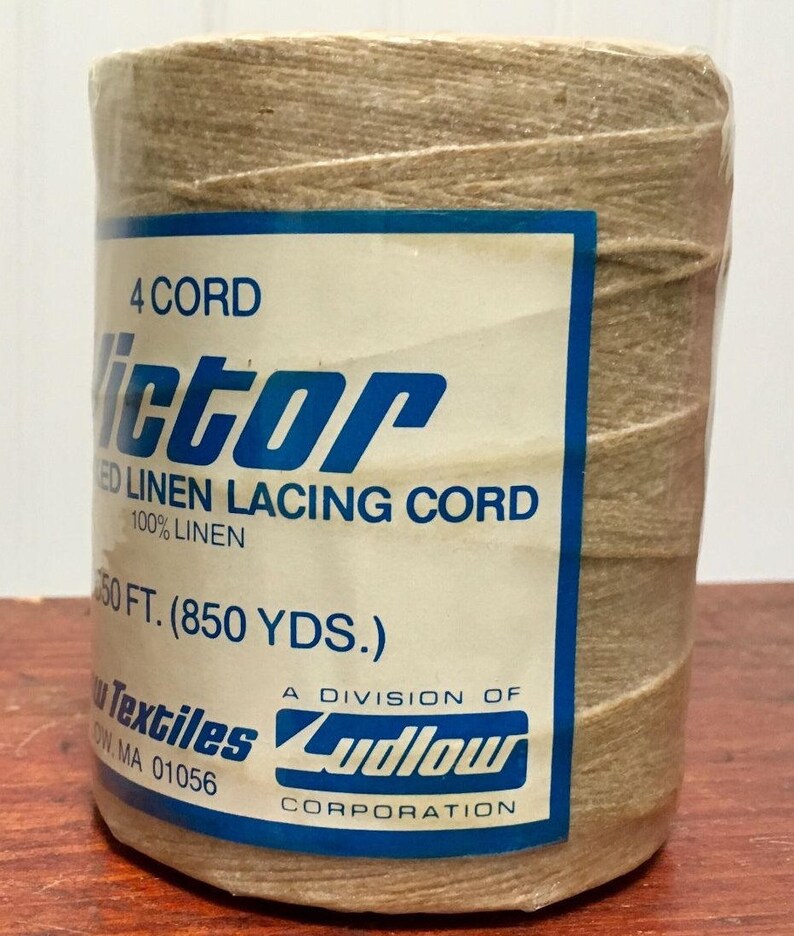 4 CORD
Victor
LINEN LACING CORD
100% LINEN
FT. (850 YDS.)
A DIVISION OF
Textiles
Ludlow
MA 01056
CORPORATION